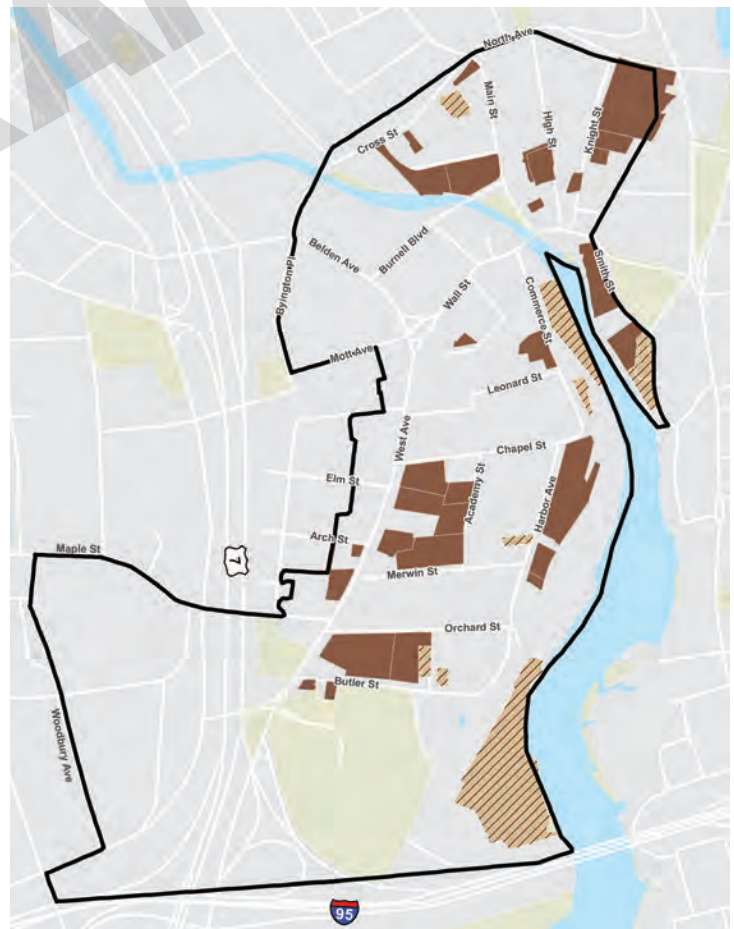 North Ave
Main St
High St
Knight St
Cross St
Belden Ave
Burnell Blvd
Smith St
Byington Pl
Wall St
Commerce St
Mott Ave
Leonard St
West Ave
Chapel St
Elm St
Academy St
Harbor Ave
Arch St
Maple St
7
Merwin St
Orchard St
Butler St
Woodbury Ave
95